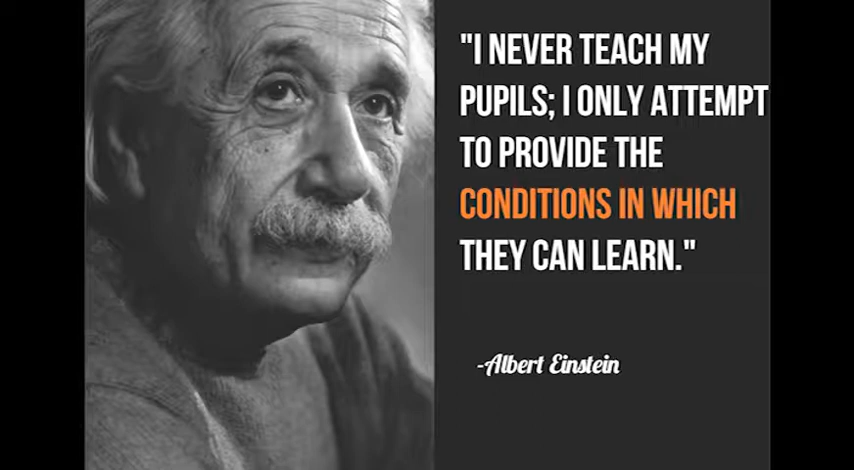 "I NEVER TEACH MY
PUPILS; I ONLY ATTEMPT
TO PROVIDE THE
CONDITIONS IN WHICH
THEY CAN LEARN."
-Albert Einstein